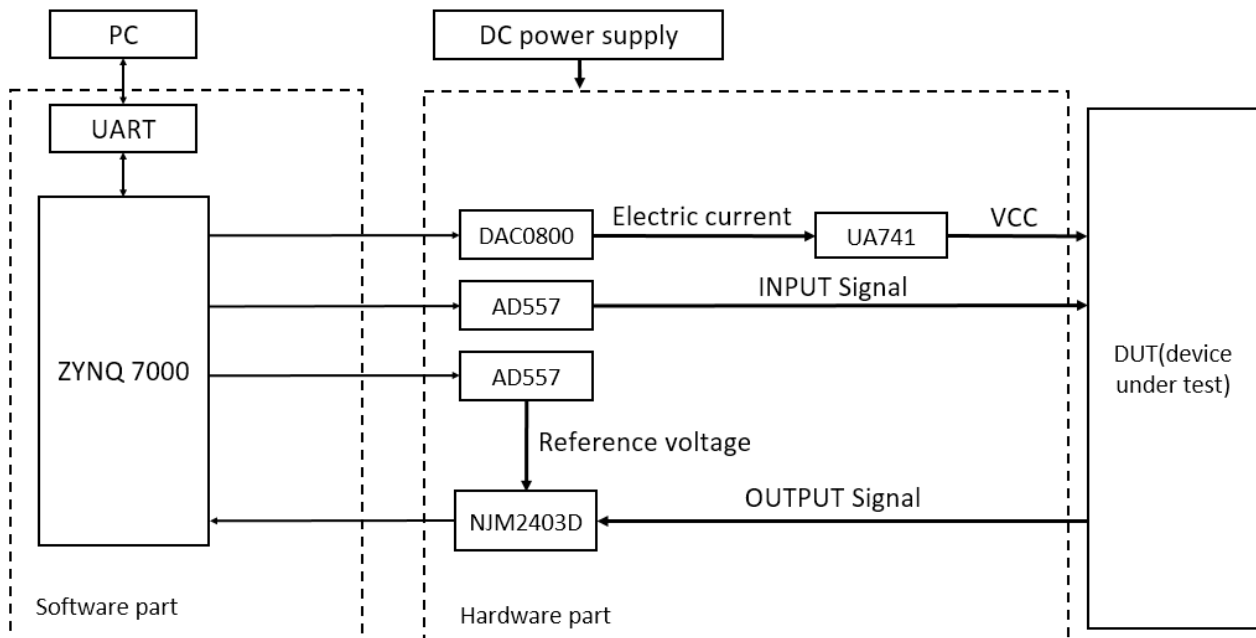 PC
DC power supply
UART
ZYNQ 7000
DAC0800
Electric current
UA741
VCC
AD557
INPUT Signal
AD557
Reference voltage
NJM2403D
OUTPUT Signal
DUT(device
under test)
Software part
Hardware part